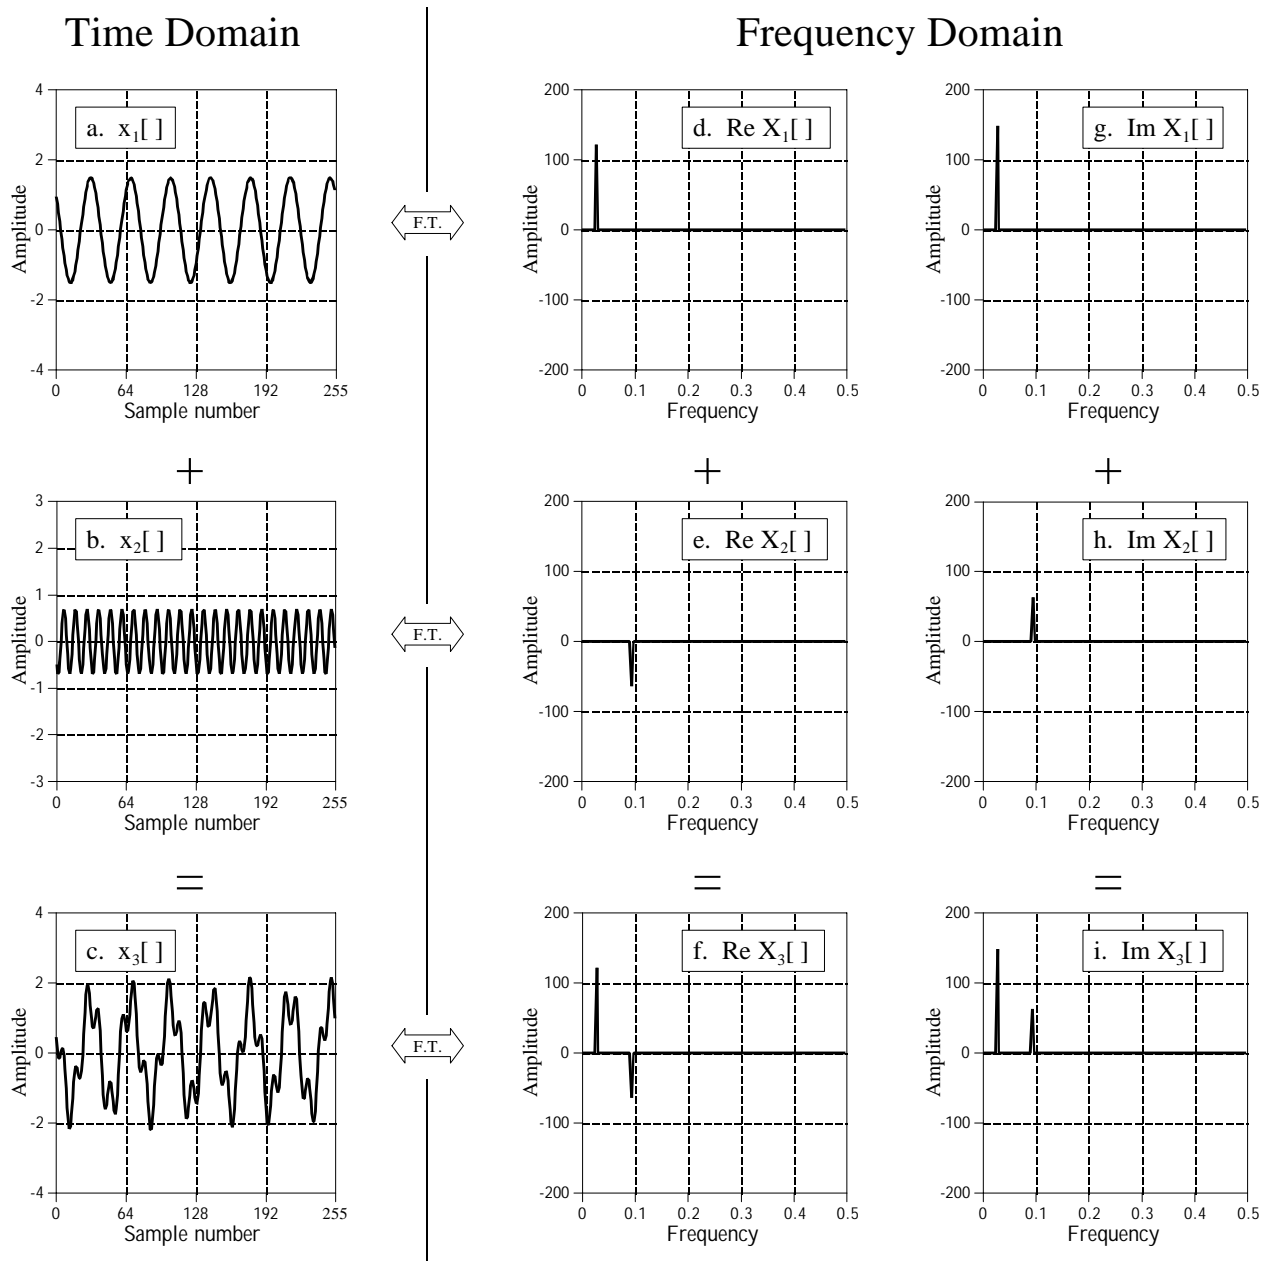 Time Domain
Frequency Domain
a. x₁[ ]
4
2
0
-2
-4
Amplitude
0 64 128 192 255
Sample number
F.T.
d. Re X₁[ ]
200
100
0
-100
-200
Amplitude
0 0.1 0.2 0.3 0.4 0.5
Frequency
g. Im X₁[ ]
200
100
0
-100
-200
Amplitude
0 0.1 0.2 0.3 0.4 0.5
Frequency
+
+
+
b. x₂[ ]
3
2
1
0
-1
-2
-3
Amplitude
0 64 128 192 255
Sample number
F.T.
e. Re X₂[ ]
200
100
0
-100
-200
Amplitude
0 0.1 0.2 0.3 0.4 0.5
Frequency
h. Im X₂[ ]
200
100
0
-100
-200
Amplitude
0 0.1 0.2 0.3 0.4 0.5
Frequency
=
=
=
c. x₃[ ]
4
2
0
-2
-4
Amplitude
0 64 128 192 255
Sample number
F.T.
f. Re X₃[ ]
200
100
0
-100
-200
Amplitude
0 0.1 0.2 0.3 0.4 0.5
Frequency
i. Im X₃[ ]
200
100
0
-100
-200
Amplitude
0 0.1 0.2 0.3 0.4 0.5
Frequency